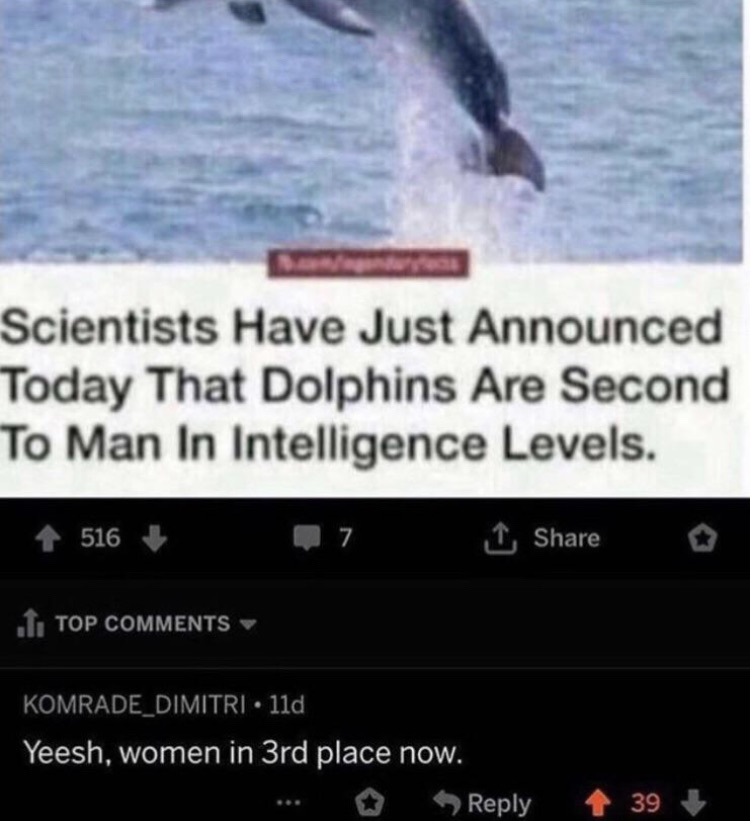 Scientists Have Just Announced
Today That Dolphins Are Second
To Man In Intelligence Levels.
516
7
Share
TOP COMMENTS
KOMRADE_DIMITRI • 11d
Yeesh, women in 3rd place now.
... Reply 39